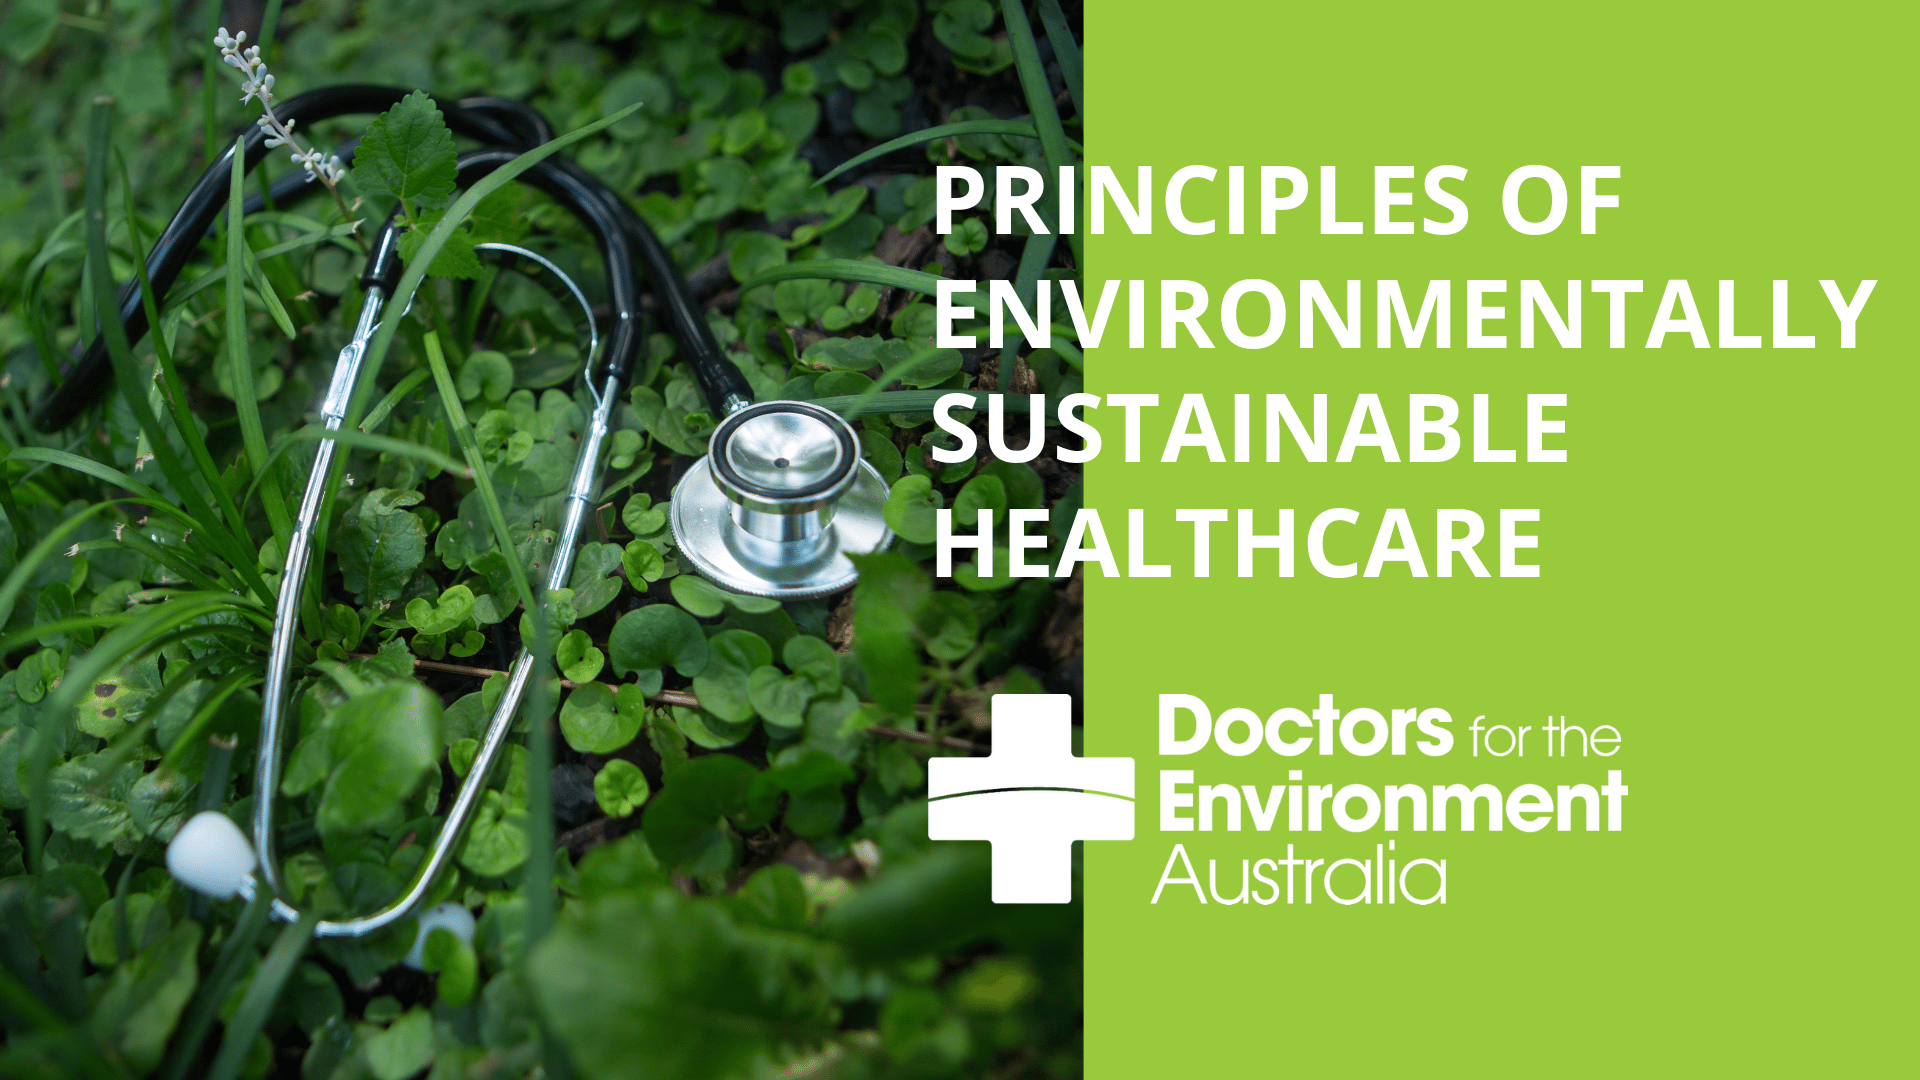 PRINCIPLES OF
ENVIRONMENTALLY
SUSTAINABLE
HEALTHCARE
Doctors for the
Environment
Australia